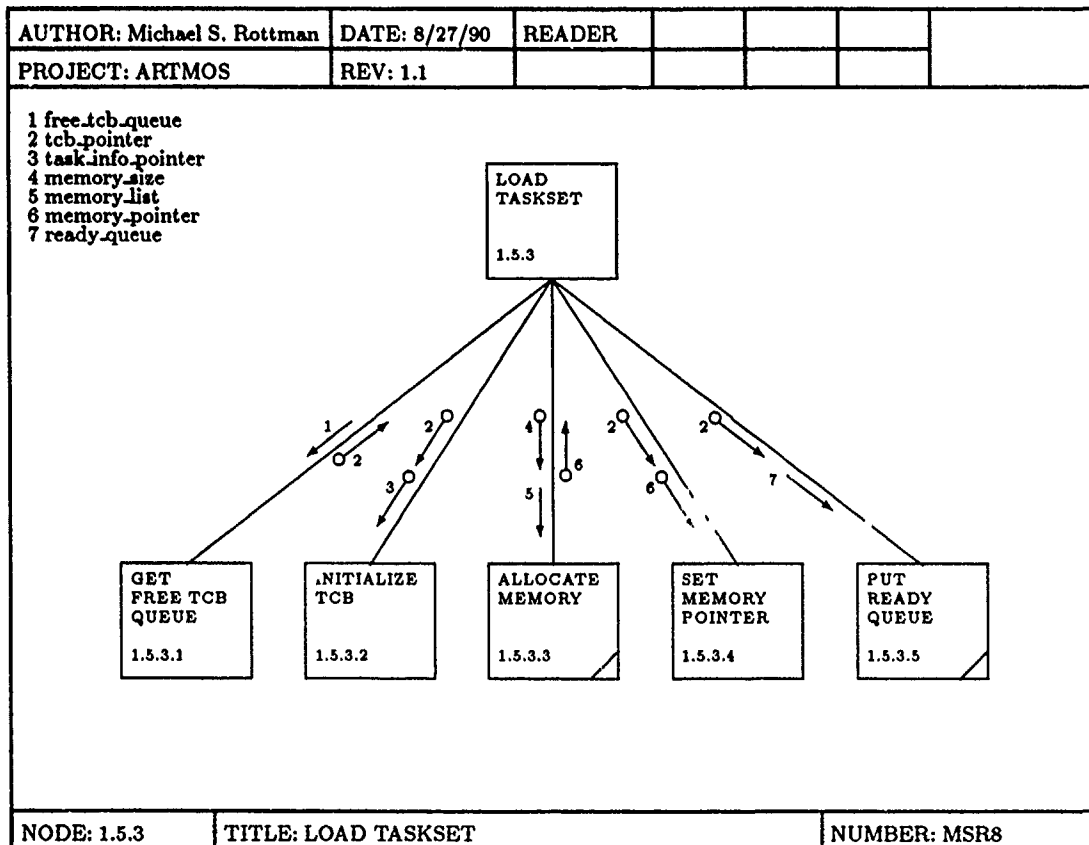 AUTHOR: Michael S. Rottman DATE: 8/27/90 READER
PROJECT: ARTMOS REV: 1.1
1 free_tcb_queue
2 tcb_pointer
3 task_info_pointer
4 memory_size
5 memory_list
6 memory_pointer
7 ready_queue
LOAD
TASKSET
1.5.3
1
2
2
3
4
5
6
2
6
2
7
GET
FREE TCB
QUEUE
1.5.3.1
.NITIALIZE
TCB
1.5.3.2
ALLOCATE
MEMORY
1.5.3.3
SET
MEMORY
POINTER
1.5.3.4
PUT
READY
QUEUE
1.5.3.5
NODE: 1.5.3 TITLE: LOAD TASKSET NUMBER: MSR8